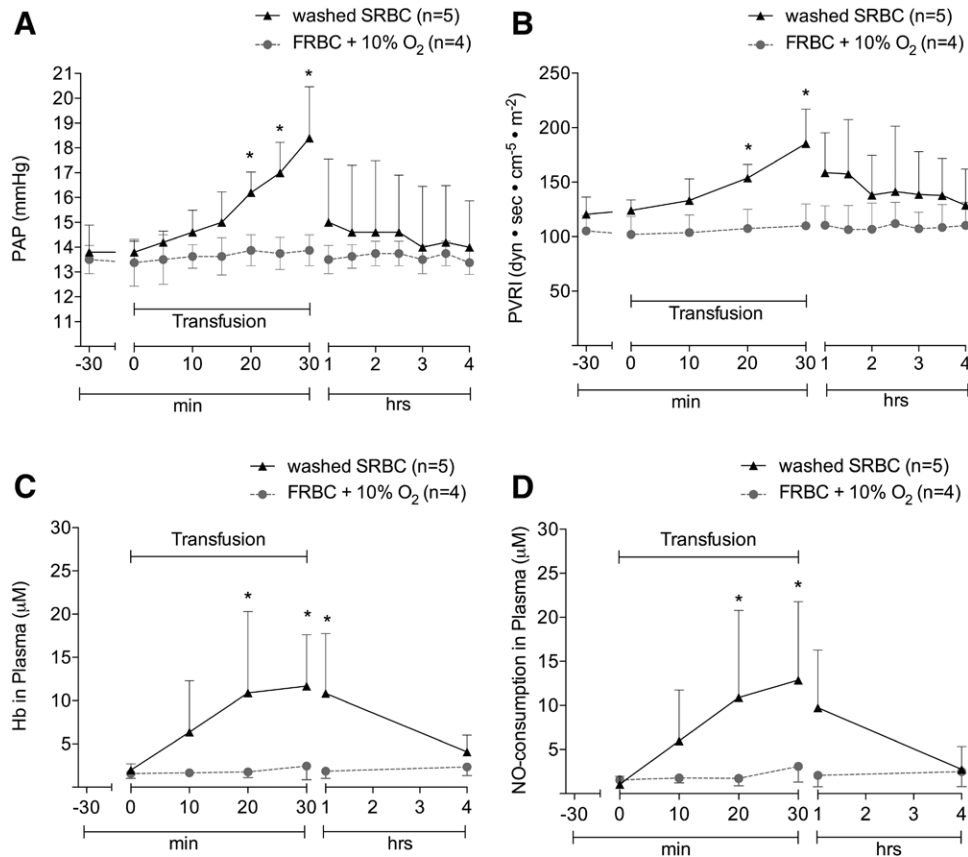 A
washed SRBC (n=5)
FRBC + 10% O2 (n=4)
PAP (mmHg)
21
20
19
18
17
16
15
14
13
12
11
*
*
*
Transfusion
-30 0 10 20 30 1 2 3 4
min hrs
B
washed SRBC (n=5)
FRBC + 10% O2 (n=4)
PVRI (dyn • sec • cm-5 • m-2)
250
200
150
100
50
*
*
Transfusion
-30 0 10 20 30 1 2 3 4
min hrs
C
washed SRBC (n=5)
FRBC + 10% O2 (n=4)
Hb in Plasma (μM)
30
25
20
15
10
5
Transfusion
* * *
-30 0 10 20 30 1 2 3 4
min hrs
D
washed SRBC (n=5)
FRBC + 10% O2 (n=4)
NO-consumption in Plasma (μM)
30
25
20
15
10
5
Transfusion
*
*
-30 0 10 20 30 1 2 3 4
min hrs